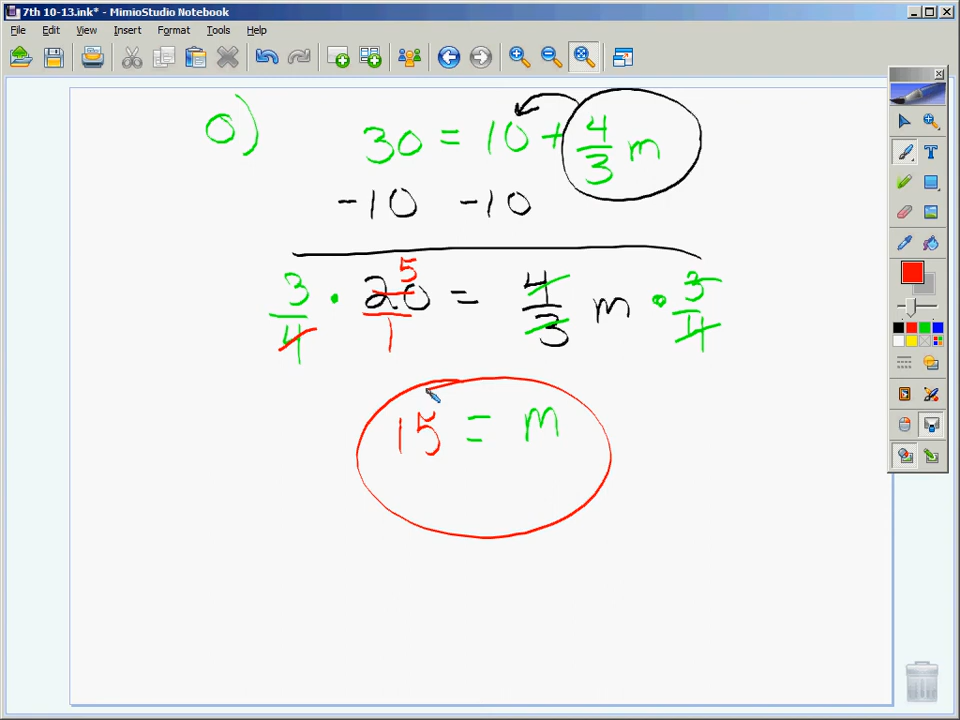 7th 10-13.ink* - MimioStudio Notebook
File Edit View Insert Format Tools Help
o) 30 = 10 + 4/3 m
-10 -10
3/4 · 20/1 = 4/3 m · 3/4
5
15 = m
T